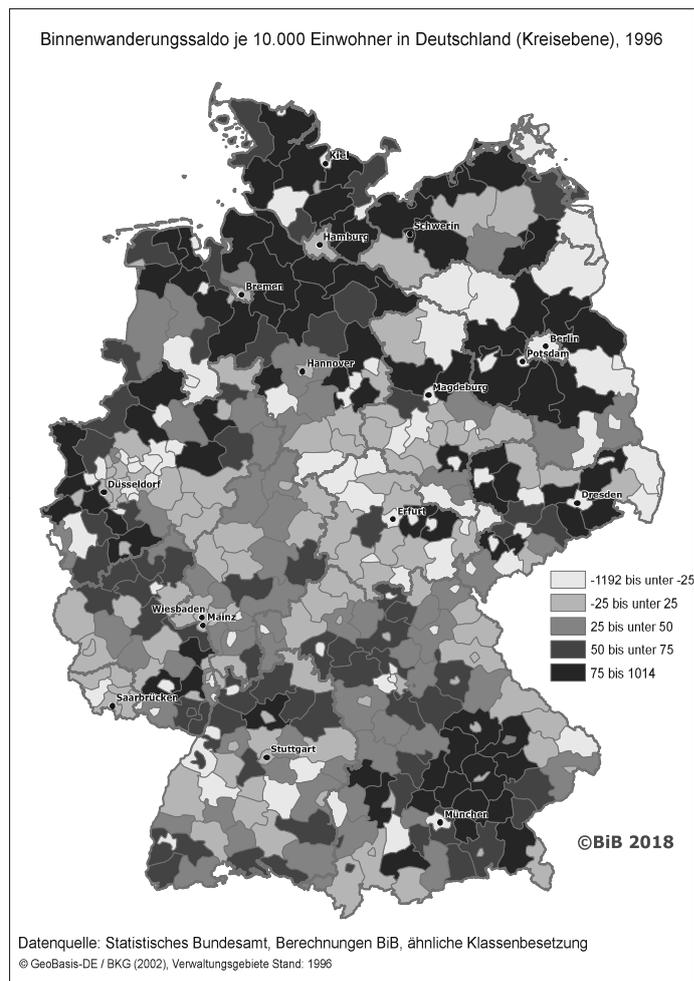 Binnenwanderungssaldo je 10.000 Einwohner in Deutschland (Kreisebene), 1996
Kiel
Schwerin
Hamburg
Bremen
Berlin
Potsdam
Hannover
Magdeburg
Düsseldorf
Dresden
Erfurt
-1192 bis unter -25
-25 bis unter 25
25 bis unter 50
50 bis unter 75
75 bis 1014
Wiesbaden
Mainz
Saarbrücken
Stuttgart
München
©BiB 2018
Datenquelle: Statistisches Bundesamt, Berechnungen BiB, ähnliche Klassenbesetzung
© GeoBasis-DE / BKG (2002), Verwaltungsgebiete Stand: 1996